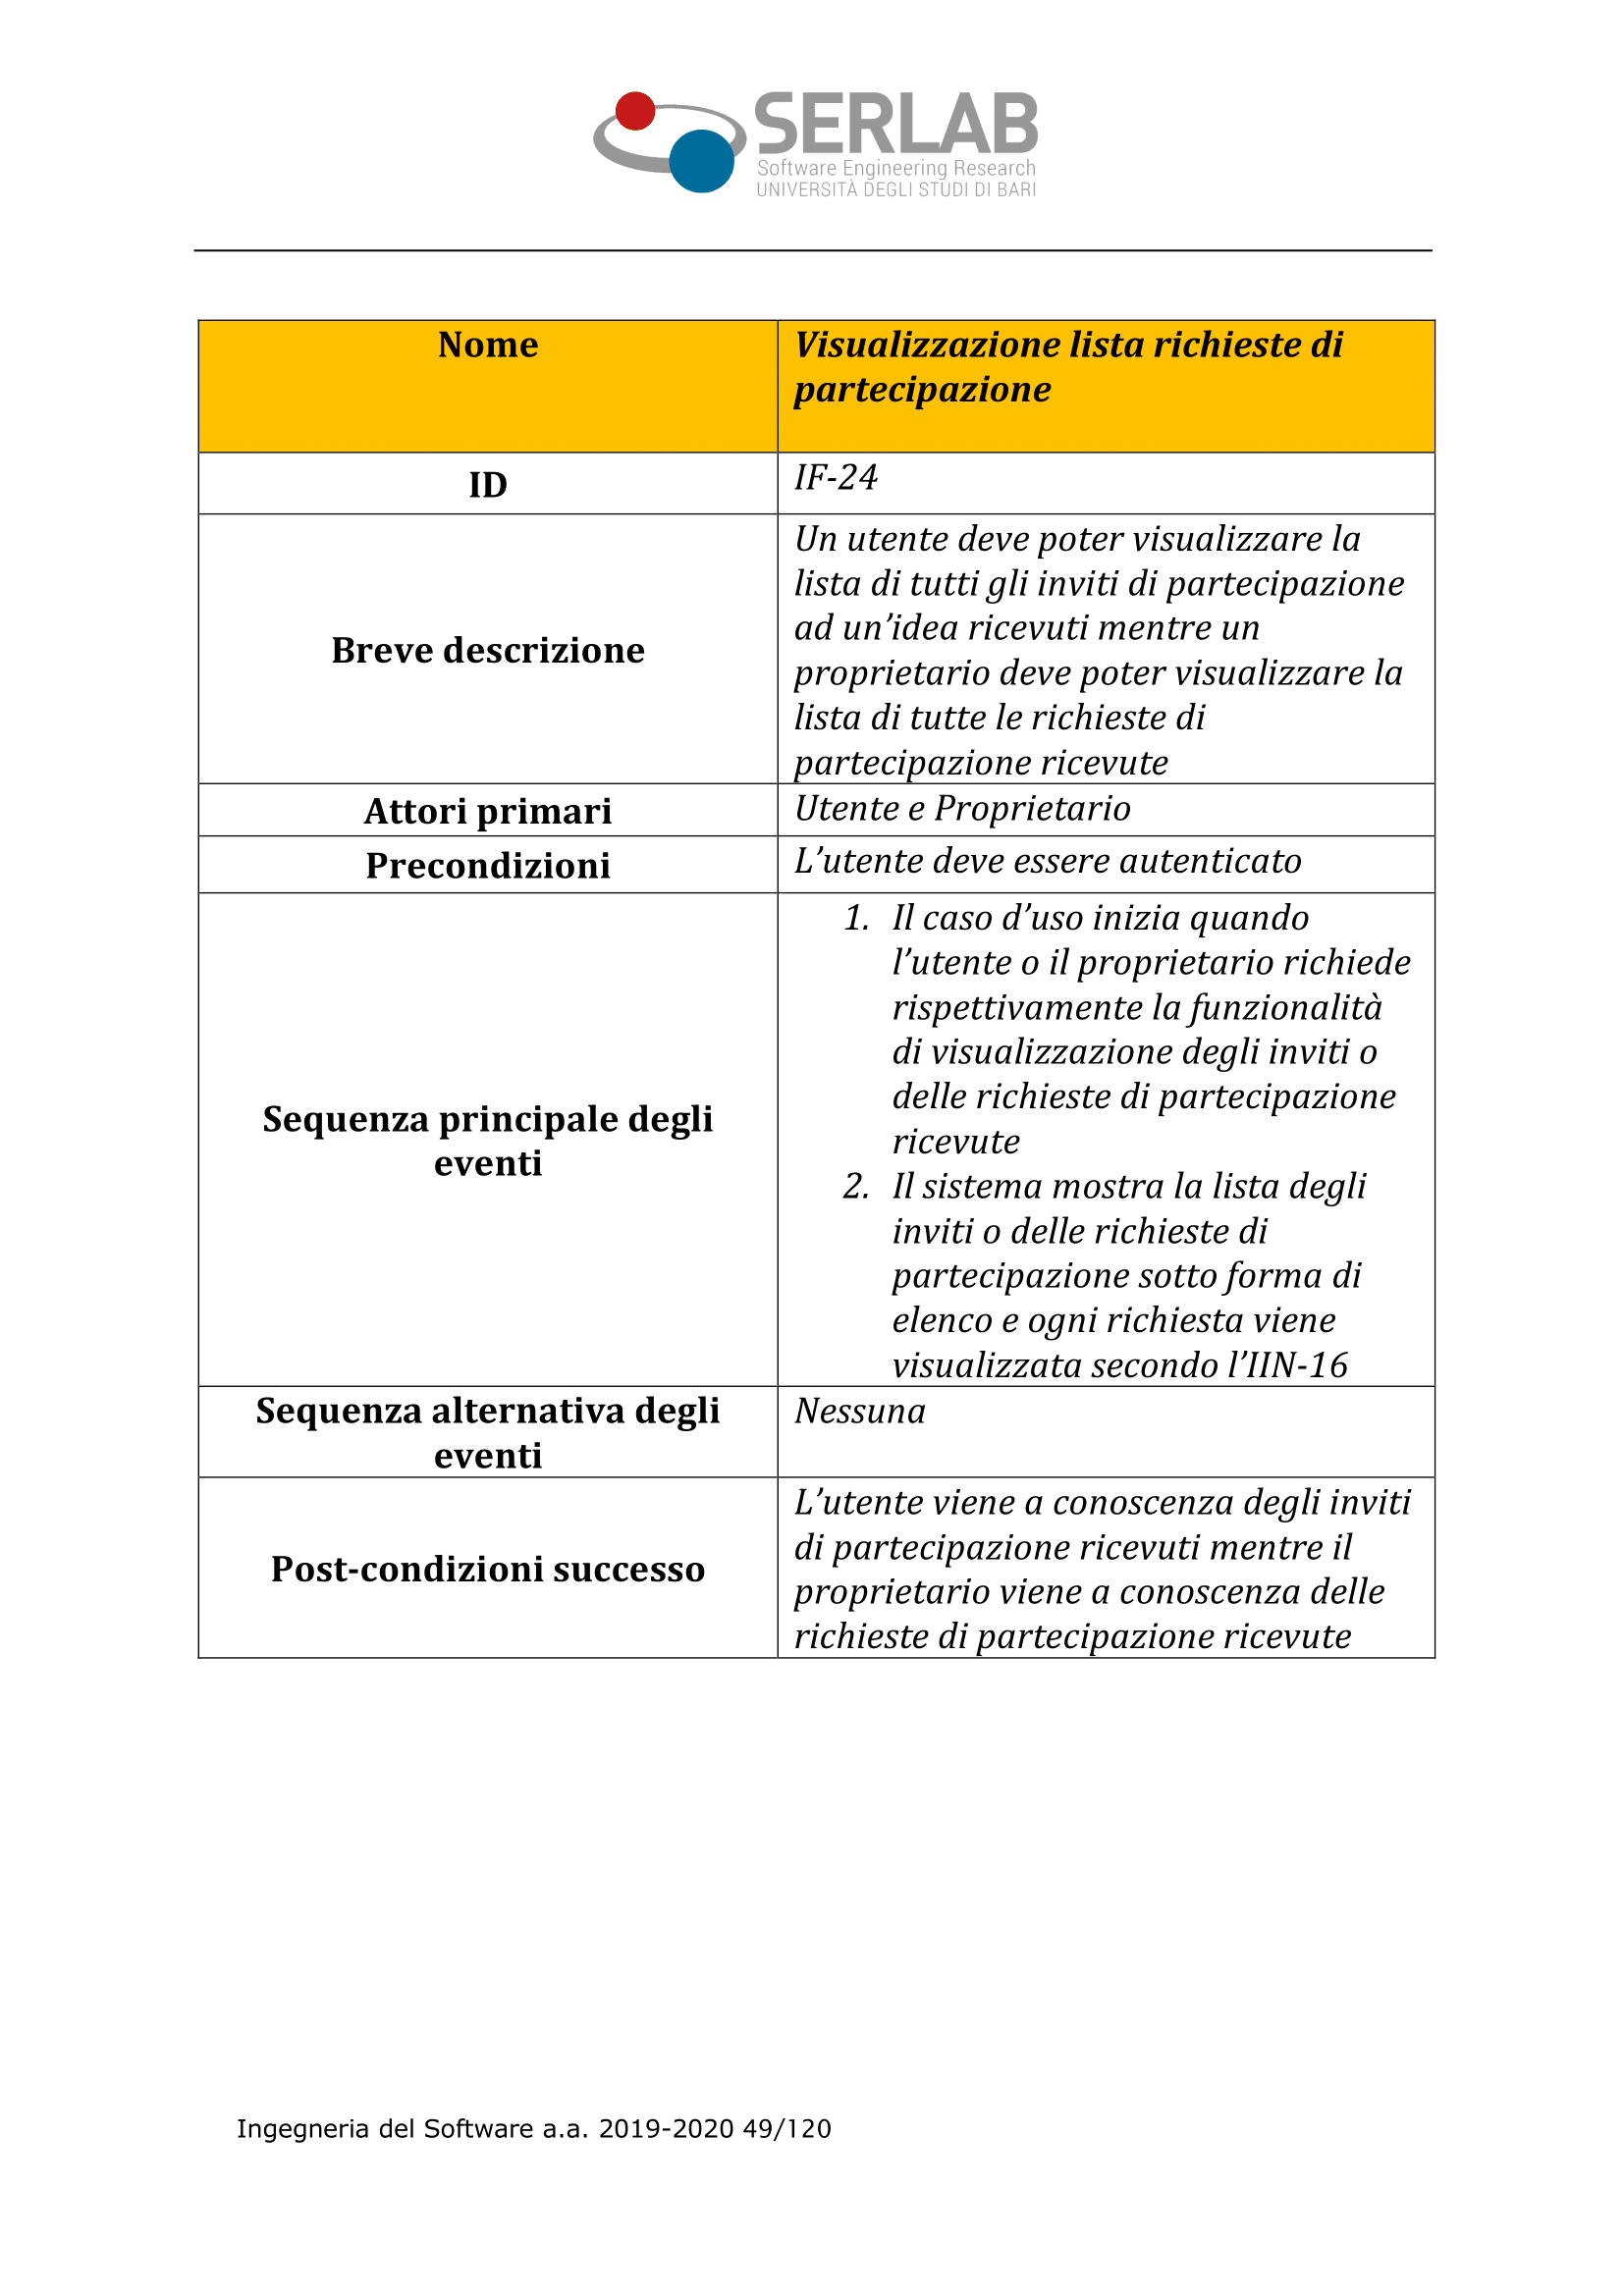 SERLAB
Software Engineering Research
UNIVERSITÀ DEGLI STUDI DI BARI
Nome
Visualizzazione lista richieste di
partecipazione
ID
IF-24
Breve descrizione
Un utente deve poter visualizzare la
lista di tutti gli inviti di partecipazione
ad un’idea ricevuti mentre un
proprietario deve poter visualizzare la
lista di tutte le richieste di
partecipazione ricevute
Attori primari
Utente e Proprietario
Precondizioni
L’utente deve essere autenticato
Sequenza principale degli
eventi
1. Il caso d’uso inizia quando
l’utente o il proprietario richiede
rispettivamente la funzionalità
di visualizzazione degli inviti o
delle richieste di partecipazione
ricevute
2. Il sistema mostra la lista degli
inviti o delle richieste di
partecipazione sotto forma di
elenco e ogni richiesta viene
visualizzata secondo l’IIN-16
Sequenza alternativa degli
eventi
Nessuna
Post-condizioni successo
L’utente viene a conoscenza degli inviti
di partecipazione ricevuti mentre il
proprietario viene a conoscenza delle
richieste di partecipazione ricevute
Ingegneria del Software a.a. 2019-2020 49/120